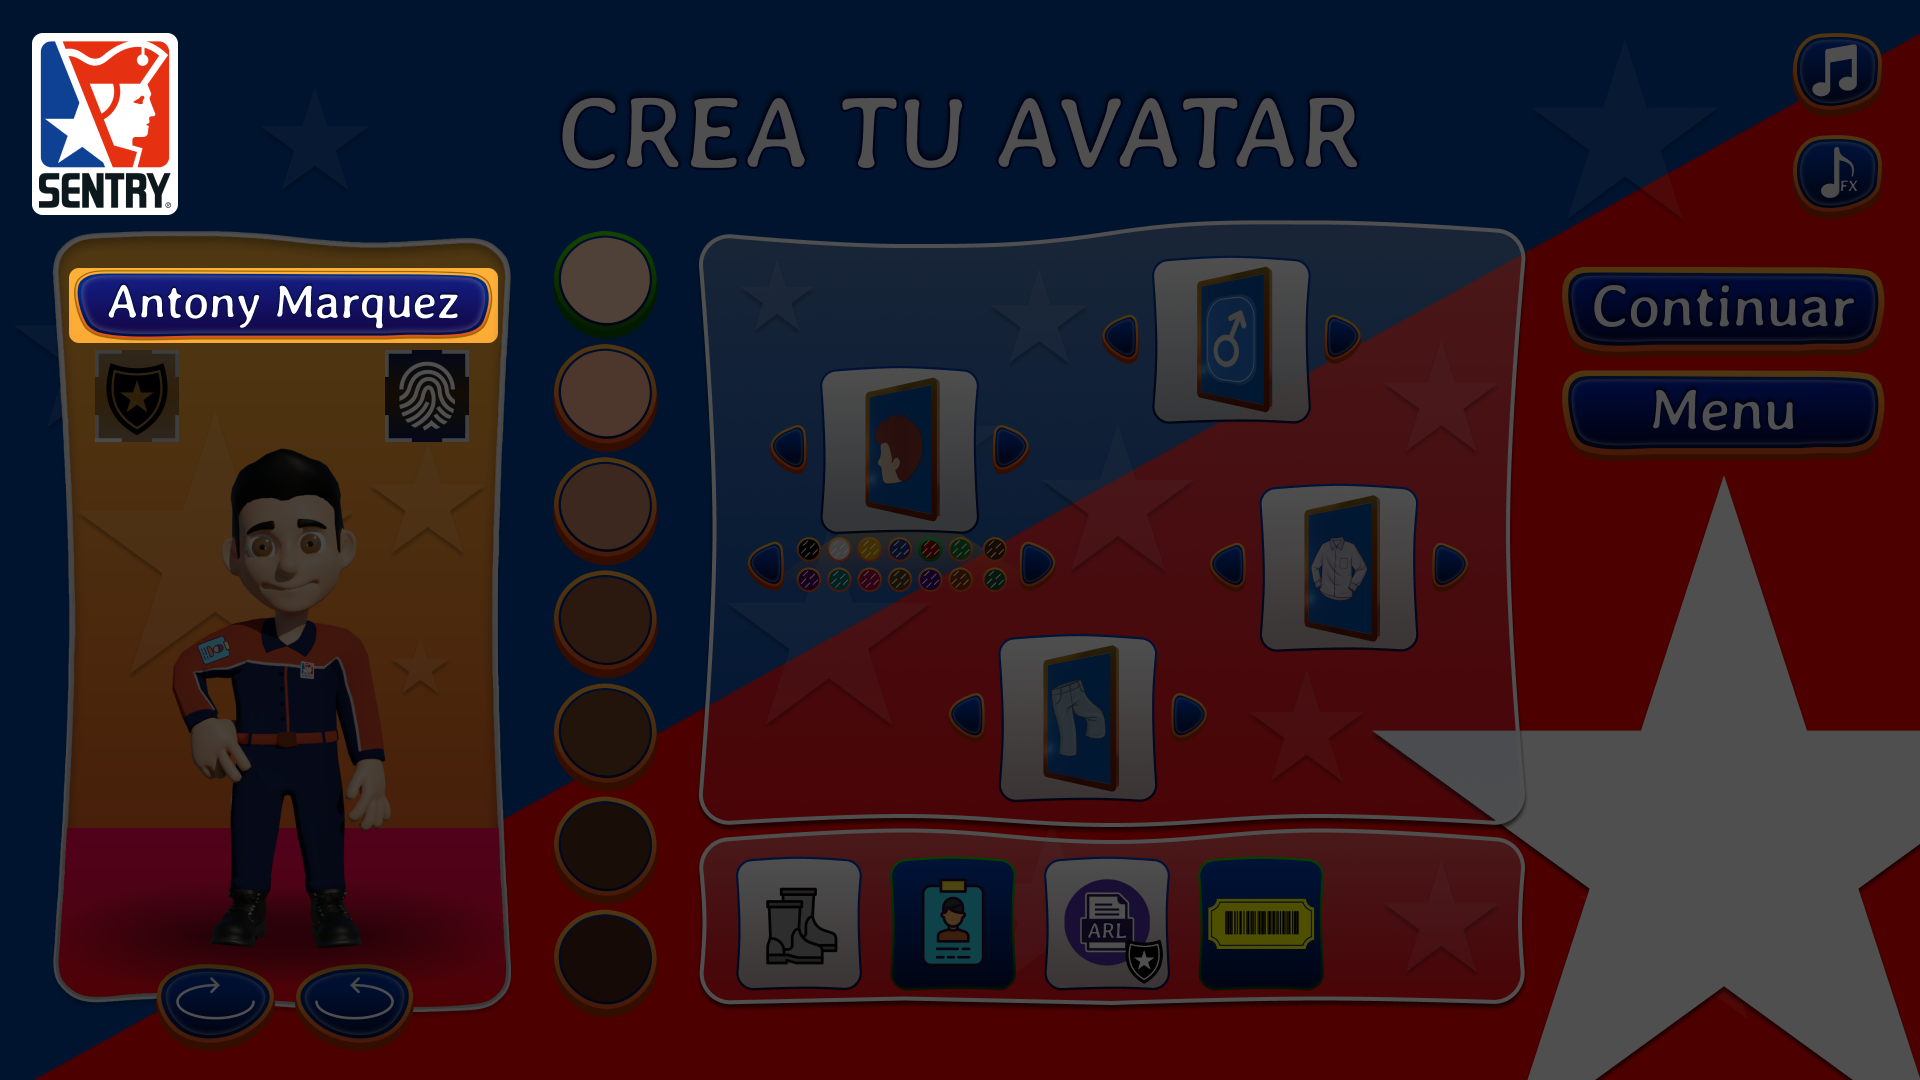 SENTRY®
CREA TU AVATAR
FX
Antony Marquez
Continuar
Menu
ARL